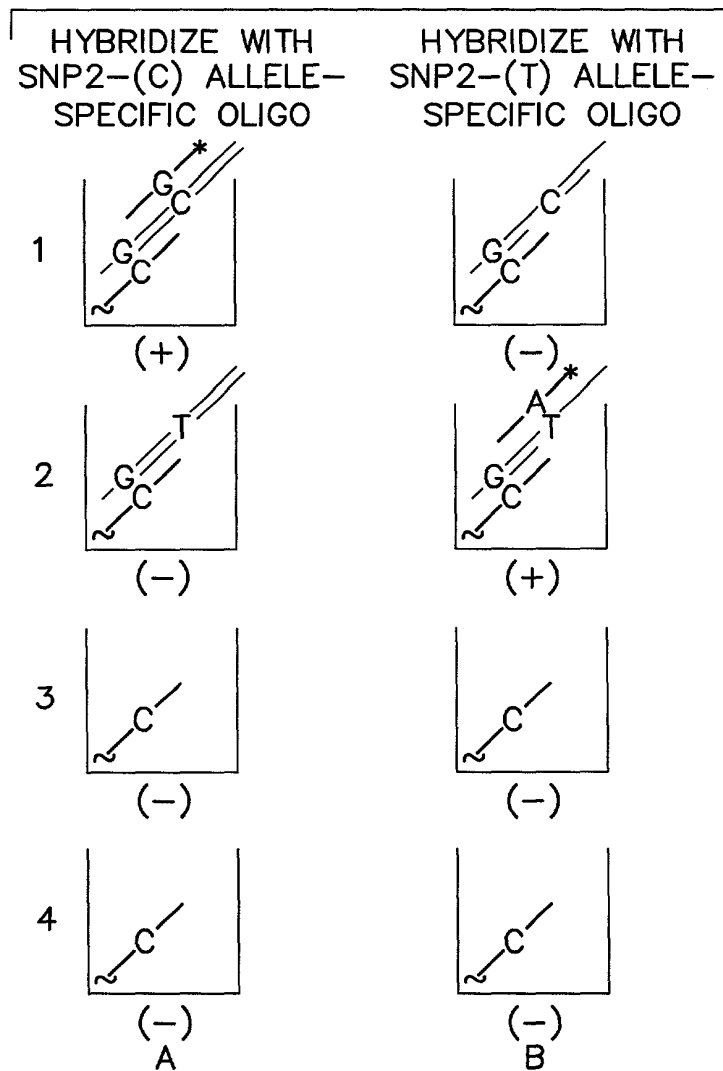 HYBRIDIZE WITH
SNP2-(C) ALLELE-
SPECIFIC OLIGO
HYBRIDIZE WITH
SNP2-(T) ALLELE-
SPECIFIC OLIGO
1
G *
C
G
C
(+)
C
G
C
(-)
2
T
G
C
(-)
A *
T
G
C
(+)
3
C
(-)
C
(-)
4
C
(-)
C
(-)
A
B